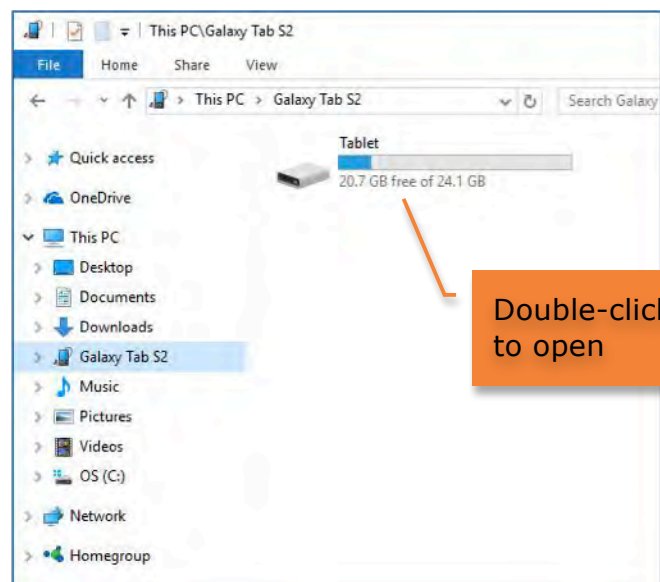 This PC\Galaxy Tab S2
File Home Share View
This PC > Galaxy Tab S2
Search Galaxy
Quick access
OneDrive
This PC
Desktop
Documents
Downloads
Galaxy Tab S2
Music
Pictures
Videos
OS (C:)
Network
Homegroup
Tablet
20.7 GB free of 24.1 GB
Double-click
to open